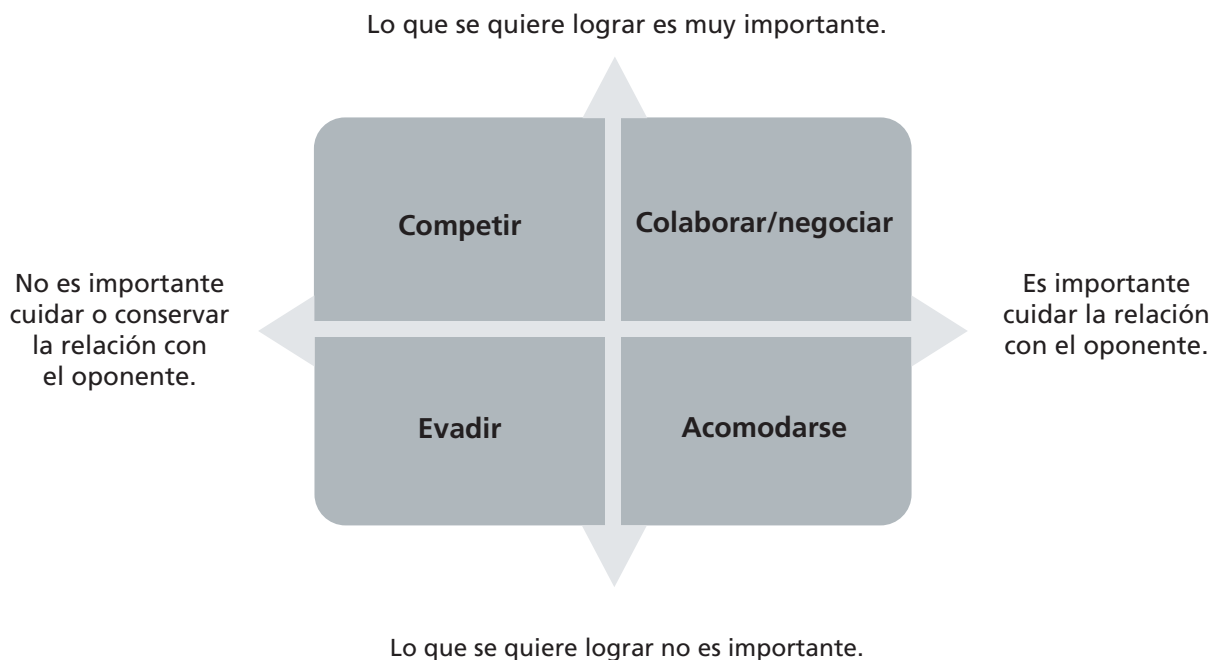 Lo que se quiere lograr es muy importante.
Competir
Colaborar/negociar
No es importante
cuidar o conservar
la relación con
el oponente.
Es importante
cuidar la relación
con el oponente.
Evadir
Acomodarse
Lo que se quiere lograr no es importante.